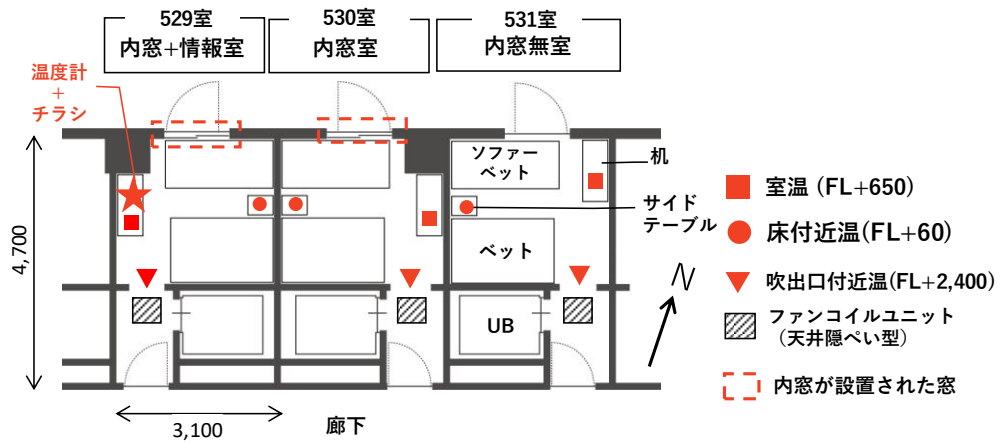 529室
内窓+情報室
530室
内窓室
531室
内窓無室
温度計
+
チラシ
ソファー
ベット
机
サイド
テーブル
ベット
UB
4,700
3,100
廊下
N
室温 (FL+650)
床付近温(FL+60)
吹出口付近温(FL+2,400)
ファンコイルユニット
(天井隠ぺい型)
内窓が設置された窓